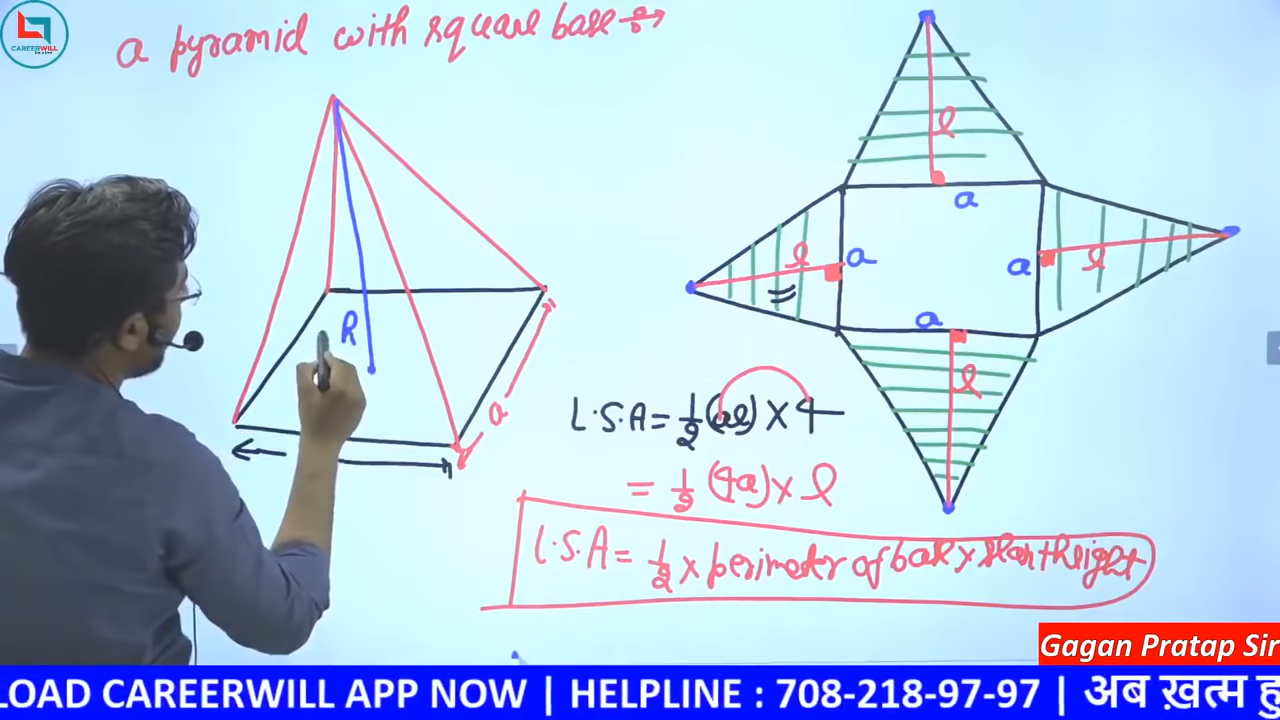 CAREERWILL
a pyramid with square base
l
a
l
a
a
l
a
l
R
a
L.S.A = 1/2 (al) × 4
= 1/2 (4a) × l
L.S.A = 1/2 × perimeter of base × slant height
Gagan Pratap Sir
LOAD CAREERWILL APP NOW | HELPLINE : 708-218-97-97 | अब ख़त्म हु